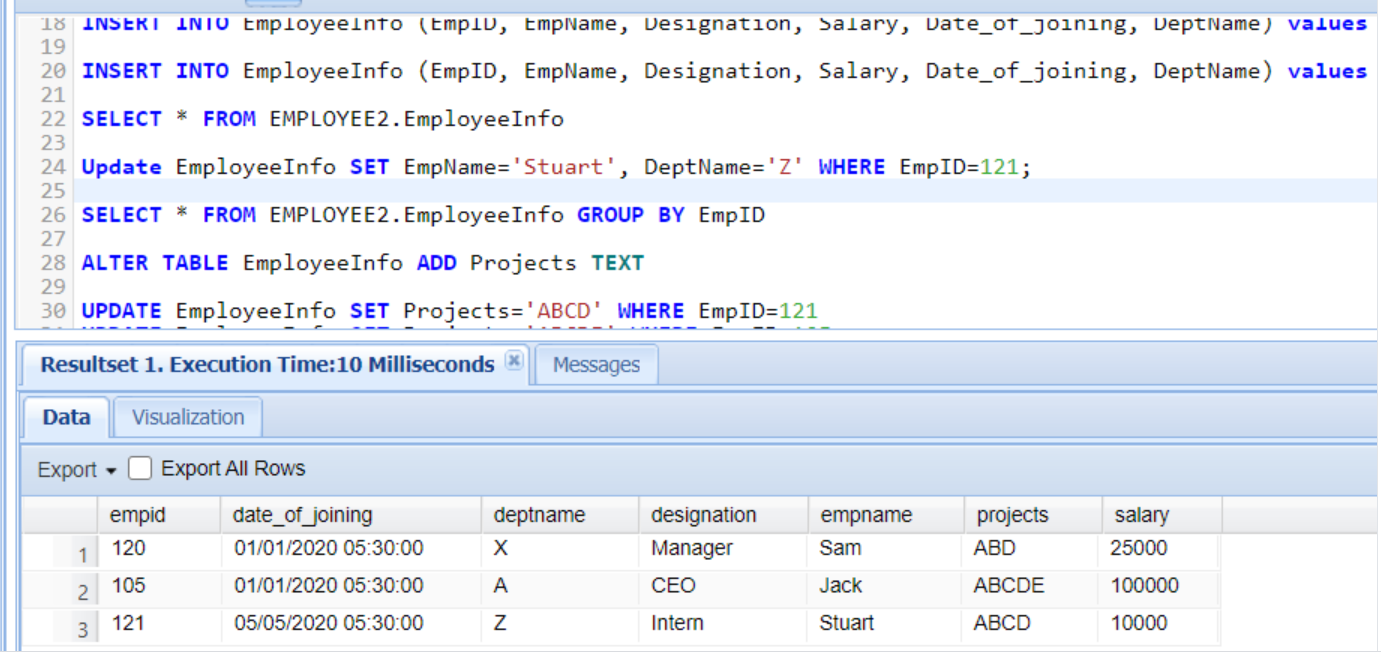 18 INSERT INTO EmployeeInfo (EmpID, EmpName, Designation, Salary, Date_of_joining, DeptName) values
19
20 INSERT INTO EmployeeInfo (EmpID, EmpName, Designation, Salary, Date_of_joining, DeptName) values
21
22 SELECT * FROM EMPLOYEE2.EmployeeInfo
23
24 Update EmployeeInfo SET EmpName='Stuart', DeptName='Z' WHERE EmpID=121;
25
26 SELECT * FROM EMPLOYEE2.EmployeeInfo GROUP BY EmpID
27
28 ALTER TABLE EmployeeInfo ADD Projects TEXT
29
30 UPDATE EmployeeInfo SET Projects='ABCD' WHERE EmpID=121
Resultset 1. Execution Time:10 Milliseconds Messages
Data Visualization
Export Export All Rows
empid date_of_joining deptname designation empname projects salary
1 120 01/01/2020 05:30:00 X Manager Sam ABD 25000
2 105 01/01/2020 05:30:00 A CEO Jack ABCDE 100000
3 121 05/05/2020 05:30:00 Z Intern Stuart ABCD 10000